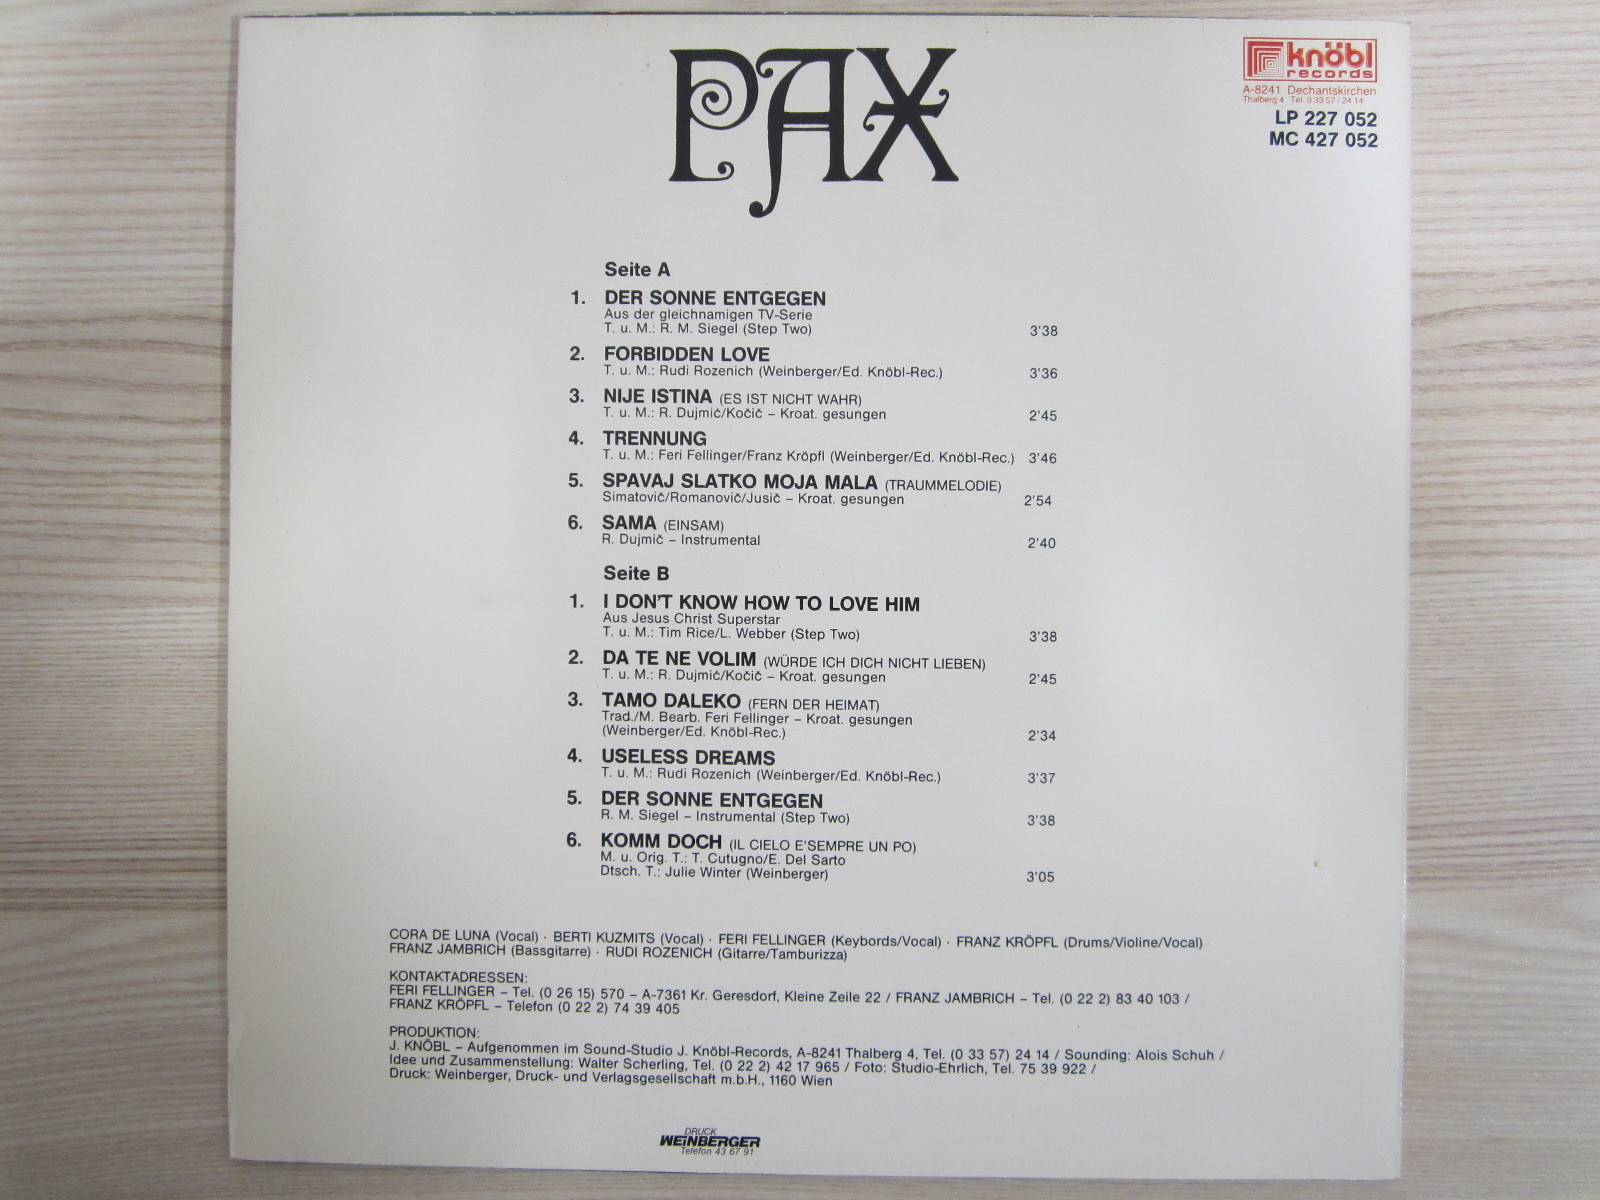 PAX
knöbl
records
A-8241 Dechantskirchen
Thalberg 4 Tel. 0 33 57 / 24 14
LP 227 052
MC 427 052
Seite A
1. DER SONNE ENTGEGEN
Aus der gleichnamigen TV-Serie
T. u. M.: R. M. Siegel (Step Two) 3'38
2. FORBIDDEN LOVE
T. u. M.: Rudi Rozenich (Weinberger/Ed. Knöbl-Rec.) 3'36
3. NIJE ISTINA (ES IST NICHT WAHR)
T. u. M.: R. Dujmić/Kočič – Kroat. gesungen 2'45
4. TRENNUNG
T. u. M.: Feri Fellinger/Franz Kröpfl (Weinberger/Ed. Knöbl-Rec.) 3'46
5. SPAVAJ SLATKO MOJA MALA (TRAUMMELODIE)
Simatovič/Romanovič/Jusič – Kroat. gesungen 2'54
6. SAMA (EINSAM)
R. Dujmič – Instrumental 2'40
Seite B
1. I DON'T KNOW HOW TO LOVE HIM
Aus Jesus Christ Superstar
T. u. M.: Tim Rice/L. Webber (Step Two) 3'38
2. DA TE NE VOLIM (WÜRDE ICH DICH NICHT LIEBEN)
T. u. M.: R. Dujmić/Kočič – Kroat. gesungen 2'45
3. TAMO DALEKO (FERN DER HEIMAT)
Trad./M. Bearb. Feri Fellinger – Kroat. gesungen
(Weinberger/Ed. Knöbl-Rec.) 2'34
4. USELESS DREAMS
T. u. M.: Rudi Rozenich (Weinberger/Ed. Knöbl-Rec.) 3'37
5. DER SONNE ENTGEGEN
R. M. Siegel – Instrumental (Step Two) 3'38
6. KOMM DOCH (IL CIELO E'SEMPRE UN PO)
M. u. Orig. T.: T. Cutugno/E. Del Sarto
Dtsch. T.: Julie Winter (Weinberger) 3'05
CORA DE LUNA (Vocal) · BERTI KUZMITS (Vocal) · FERI FELLINGER (Keybords/Vocal) · FRANZ KRÖPFL (Drums/Violine/Vocal)
FRANZ JAMBRICH (Bassgitarre) · RUDI ROZENICH (Gitarre/Tamburizza)
KONTAKTADRESSEN:
FERI FELLINGER – Tel. (0 26 15) 570 – A-7361 Kr. Geresdorf, Kleine Zeile 22 / FRANZ JAMBRICH – Tel. (0 22 2) 83 40 103 /
FRANZ KRÖPFL – Telefon (0 22 2) 74 39 405
PRODUKTION:
J. KNÖBL – Aufgenommen im Sound-Studio J. Knöbl-Records, A-8241 Thalberg 4, Tel. (0 33 57) 24 14 / Sounding: Alois Schuh /
Idee und Zusammenstellung: Walter Scherling, Tel. (0 22 2) 42 17 965 / Foto: Studio-Ehrlich, Tel. 75 39 922 /
Druck: Weinberger, Druck- und Verlagsgesellschaft m.b.H., 1160 Wien
DRUCK
WEINBERGER
Telefon 43 67 91